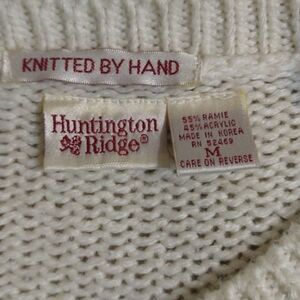 KNITTED BY HAND
Huntington
Ridge®
55% RAMIE
45% ACRYLIC
MADE IN KOREA
RN 52469
M
CARE ON REVERSE